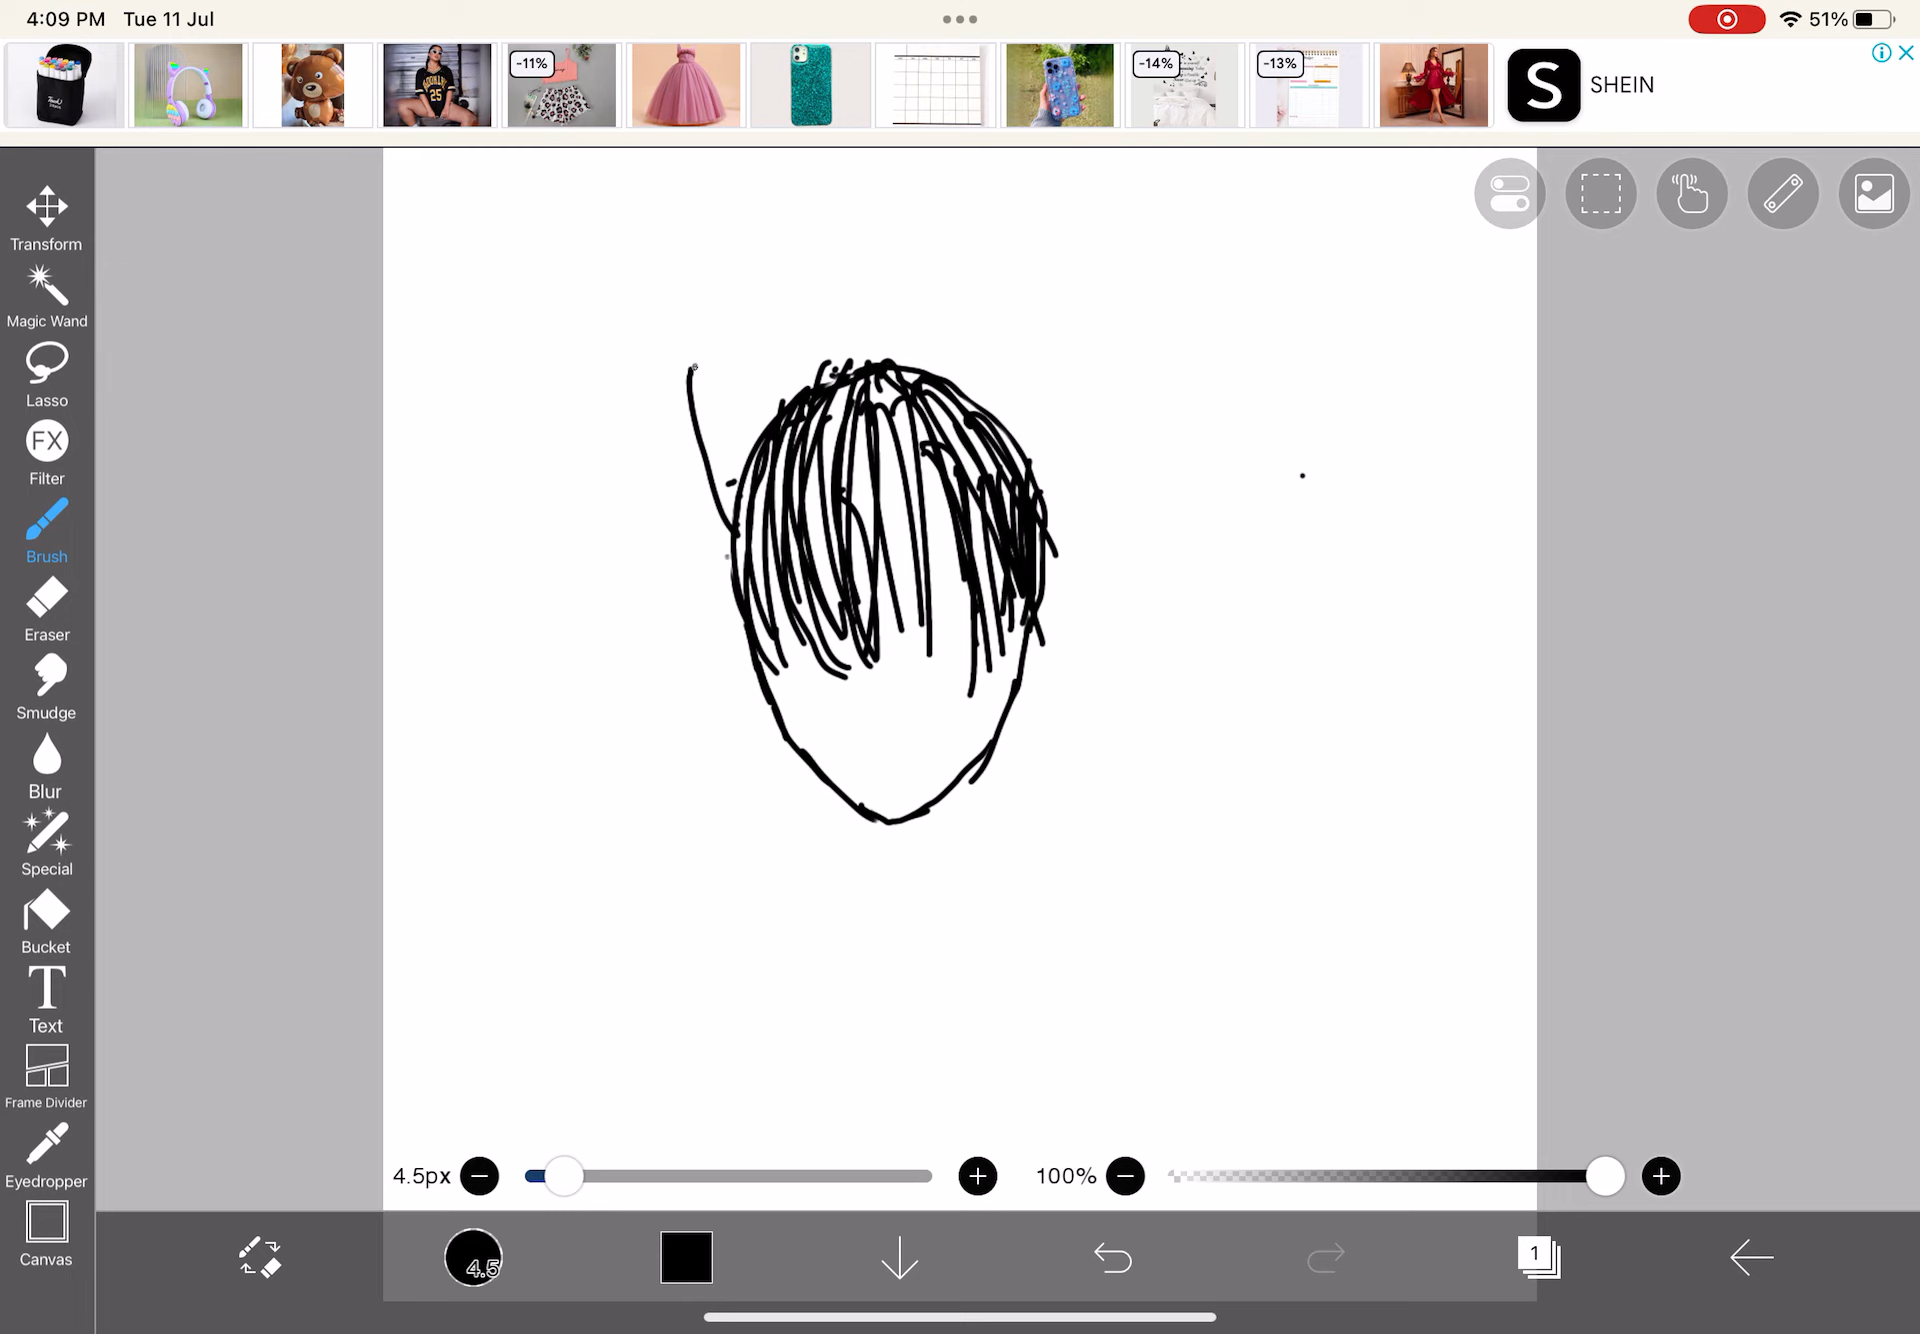 4:09 PM Tue 11 Jul
51%
-11%
-14%
-13%
S
SHEIN
25
Transform
Magic Wand
Lasso
FX
Filter
Brush
Eraser
Smudge
Blur
Special
Bucket
T
Text
Frame Divider
Eyedropper
Canvas
4.5px
100%
4.5
1